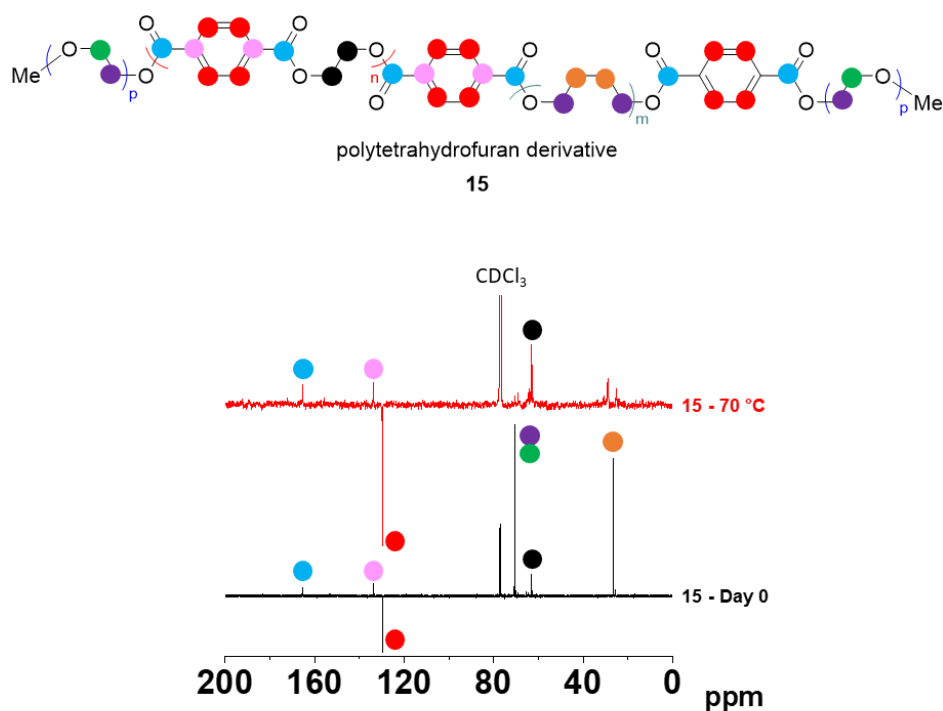 O O O O O O
Me O O O O n O O O O O Me
p O O m O p
polytetrahydrofuran derivative
15
CDCl₃
15 - 70 °C
15 - Day 0
200 160 120 80 40 0 ppm